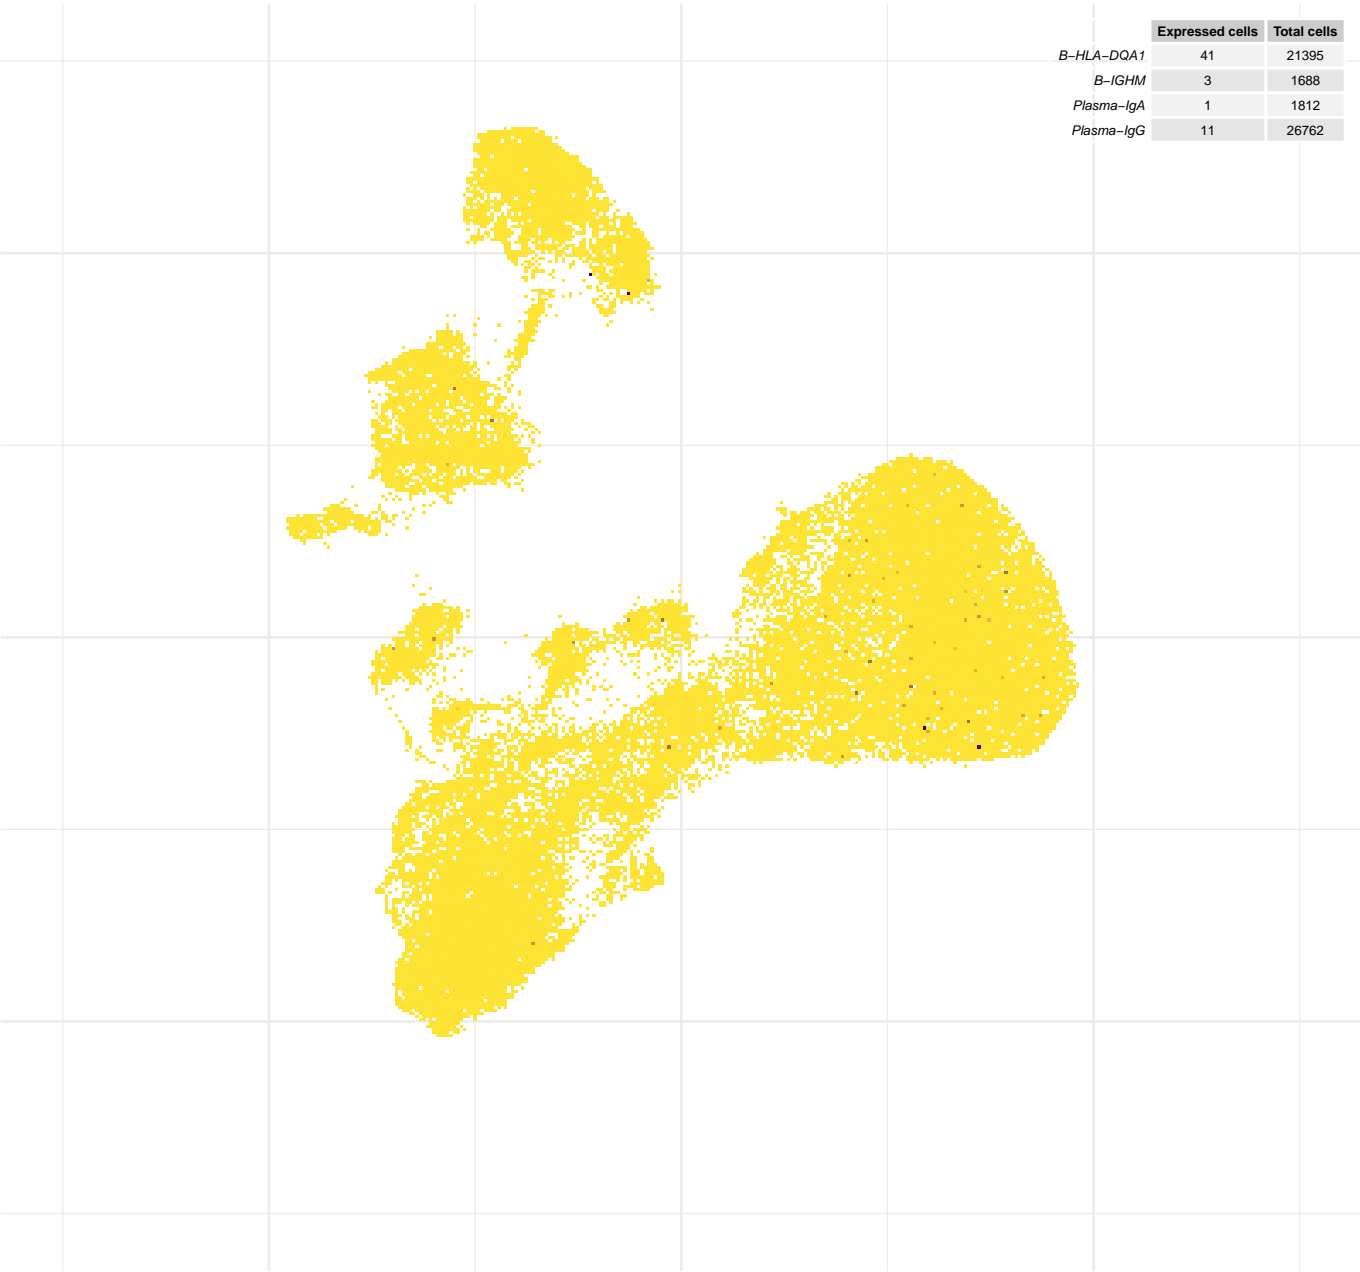 Expressed cells Total cells
B−HLA−DQA1 41 21395
B−IGHM 3 1688
Plasma−IgA 1 1812
Plasma−IgG 11 26762